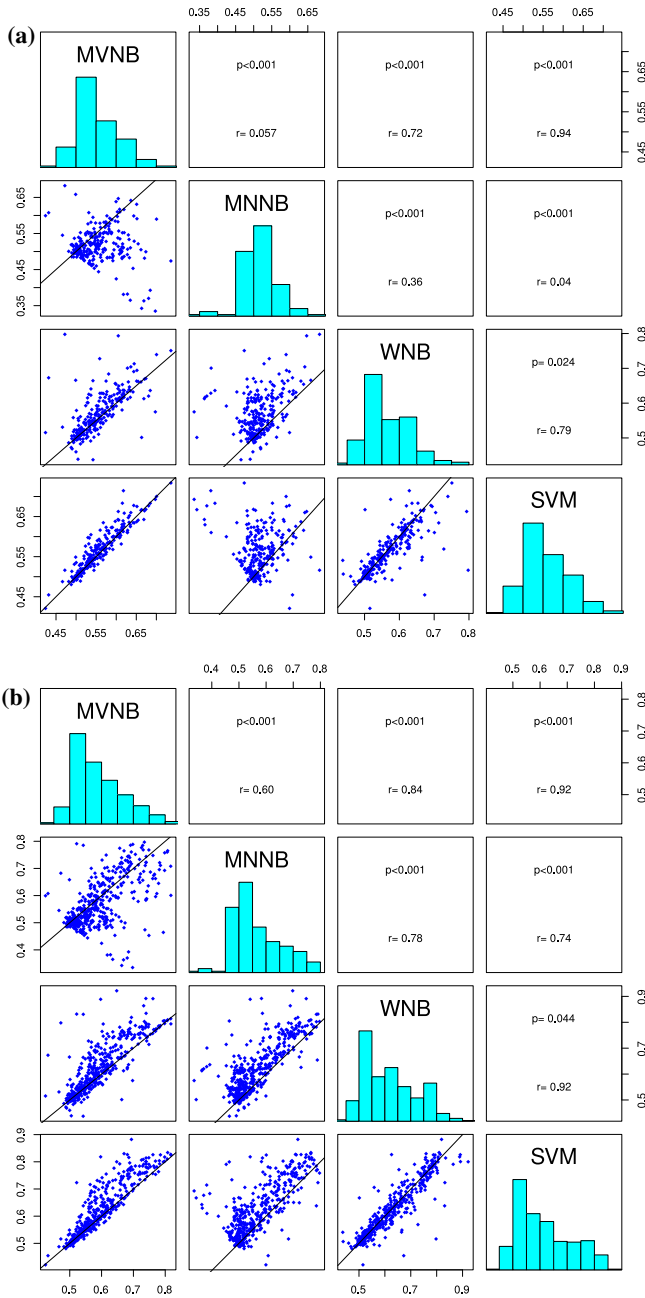 0.35 0.45 0.55 0.65 0.45 0.55 0.65
(a)
MVNB
p<0.001 p<0.001 p<0.001
r= 0.057 r= 0.72 r= 0.94
0.45 0.55 0.65
MNNB
0.35 0.45 0.55 0.65
p<0.001 p<0.001
r= 0.36 r= 0.04
WNB
p= 0.024
r= 0.79
0.5 0.6 0.7 0.8
SVM
0.45 0.55 0.65
0.45 0.55 0.65 0.5 0.6 0.7 0.8
0.4 0.5 0.6 0.7 0.8 0.5 0.6 0.7 0.8 0.9
(b)
MVNB
p<0.001 p<0.001 p<0.001
r= 0.60 r= 0.84 r= 0.92
0.5 0.6 0.7 0.8
MNNB
0.4 0.5 0.6 0.7 0.8
p<0.001 p<0.001
r= 0.78 r= 0.74
WNB
p= 0.044
r= 0.92
0.5 0.7 0.8 0.9
SVM
0.5 0.7 0.8 0.9
0.5 0.6 0.7 0.8 0.5 0.6 0.7 0.9